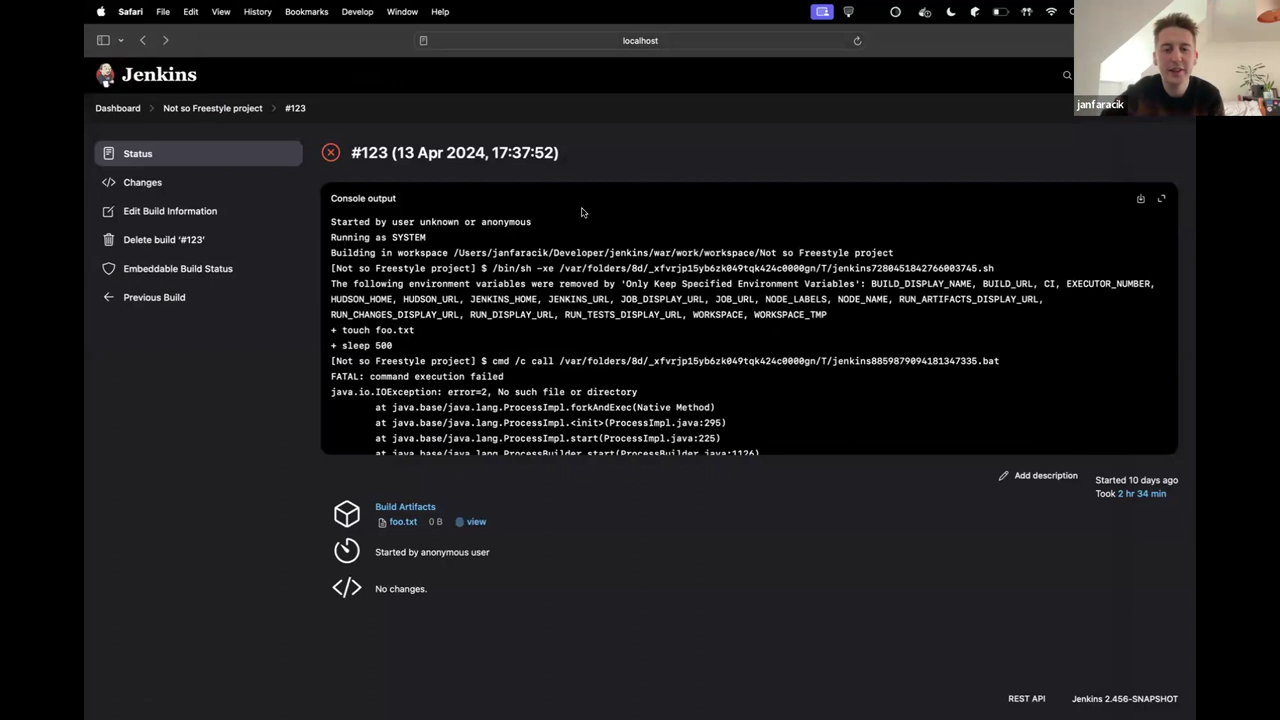 Safari File Edit View History Bookmarks Develop Window Help
localhost
Jenkins
janfaracik
Dashboard Not so Freestyle project #123
Status
Changes
Edit Build Information
Delete build ‘#123’
Embeddable Build Status
Previous Build
#123 (13 Apr 2024, 17:37:52)
Console output
Started by user unknown or anonymous
Running as SYSTEM
Building in workspace /Users/janfaracik/Developer/jenkins/war/work/workspace/Not so Freestyle project
[Not so Freestyle project] $ /bin/sh -xe /var/folders/8d/_xfvrjp15yb6zk049tqk424c0000gn/T/jenkins7280451842766003745.sh
The following environment variables were removed by 'Only Keep Specified Environment Variables': BUILD_DISPLAY_NAME, BUILD_URL, CI, EXECUTOR_NUMBER,
HUDSON_HOME, HUDSON_URL, JENKINS_HOME, JENKINS_URL, JOB_DISPLAY_URL, JOB_URL, NODE_LABELS, NODE_NAME, RUN_ARTIFACTS_DISPLAY_URL,
RUN_CHANGES_DISPLAY_URL, RUN_DISPLAY_URL, RUN_TESTS_DISPLAY_URL, WORKSPACE, WORKSPACE_TMP
+ touch foo.txt
+ sleep 500
[Not so Freestyle project] $ cmd /c call /var/folders/8d/_xfvrjp15yb6zk049tqk424c0000gn/T/jenkins8859879094181347335.bat
FATAL: command execution failed
java.io.IOException: error=2, No such file or directory
at java.base/java.lang.ProcessImpl.forkAndExec(Native Method)
at java.base/java.lang.ProcessImpl.<init>(ProcessImpl.java:295)
at java.base/java.lang.ProcessImpl.start(ProcessImpl.java:225)
at java.base/java.lang.ProcessBuilder.start(ProcessBuilder.java:1126)
Add description
Started 10 days ago
Took 2 hr 34 min
Build Artifacts
foo.txt 0 B view
Started by anonymous user
No changes.
REST API Jenkins 2.456-SNAPSHOT